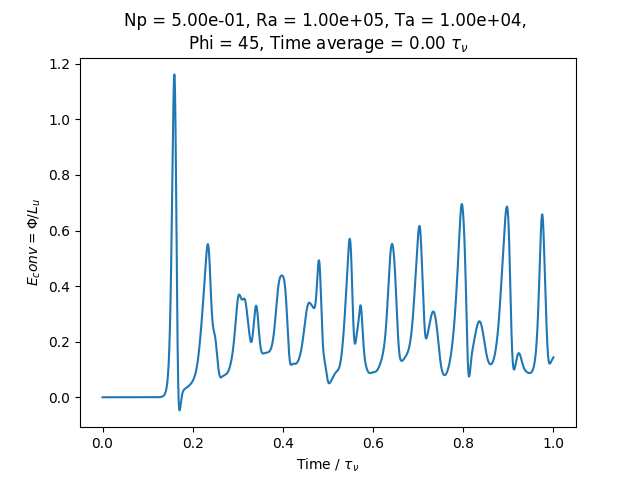 Np = 5.00e-01, Ra = 1.00e+05, Ta = 1.00e+04,
Phi = 45, Time average = 0.00 τ_ν
1.2
1.0
0.8
0.6
0.4
0.2
0.0
E_conv = Φ/L_u
0.0 0.2 0.4 0.6 0.8 1.0
Time / τ_ν